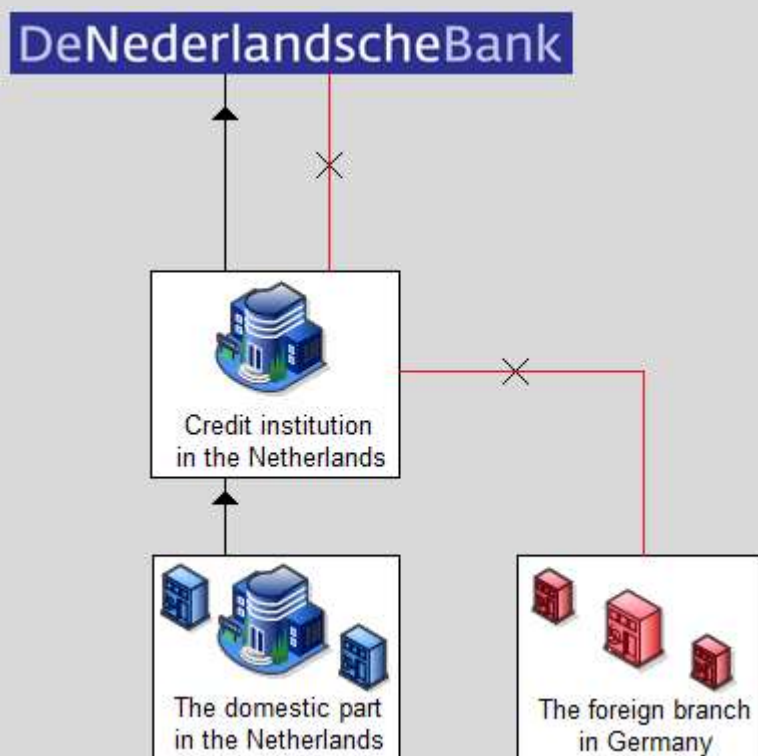 DeNederlandscheBank
Credit institution
in the Netherlands
The domestic part
in the Netherlands
The foreign branch
in Germany